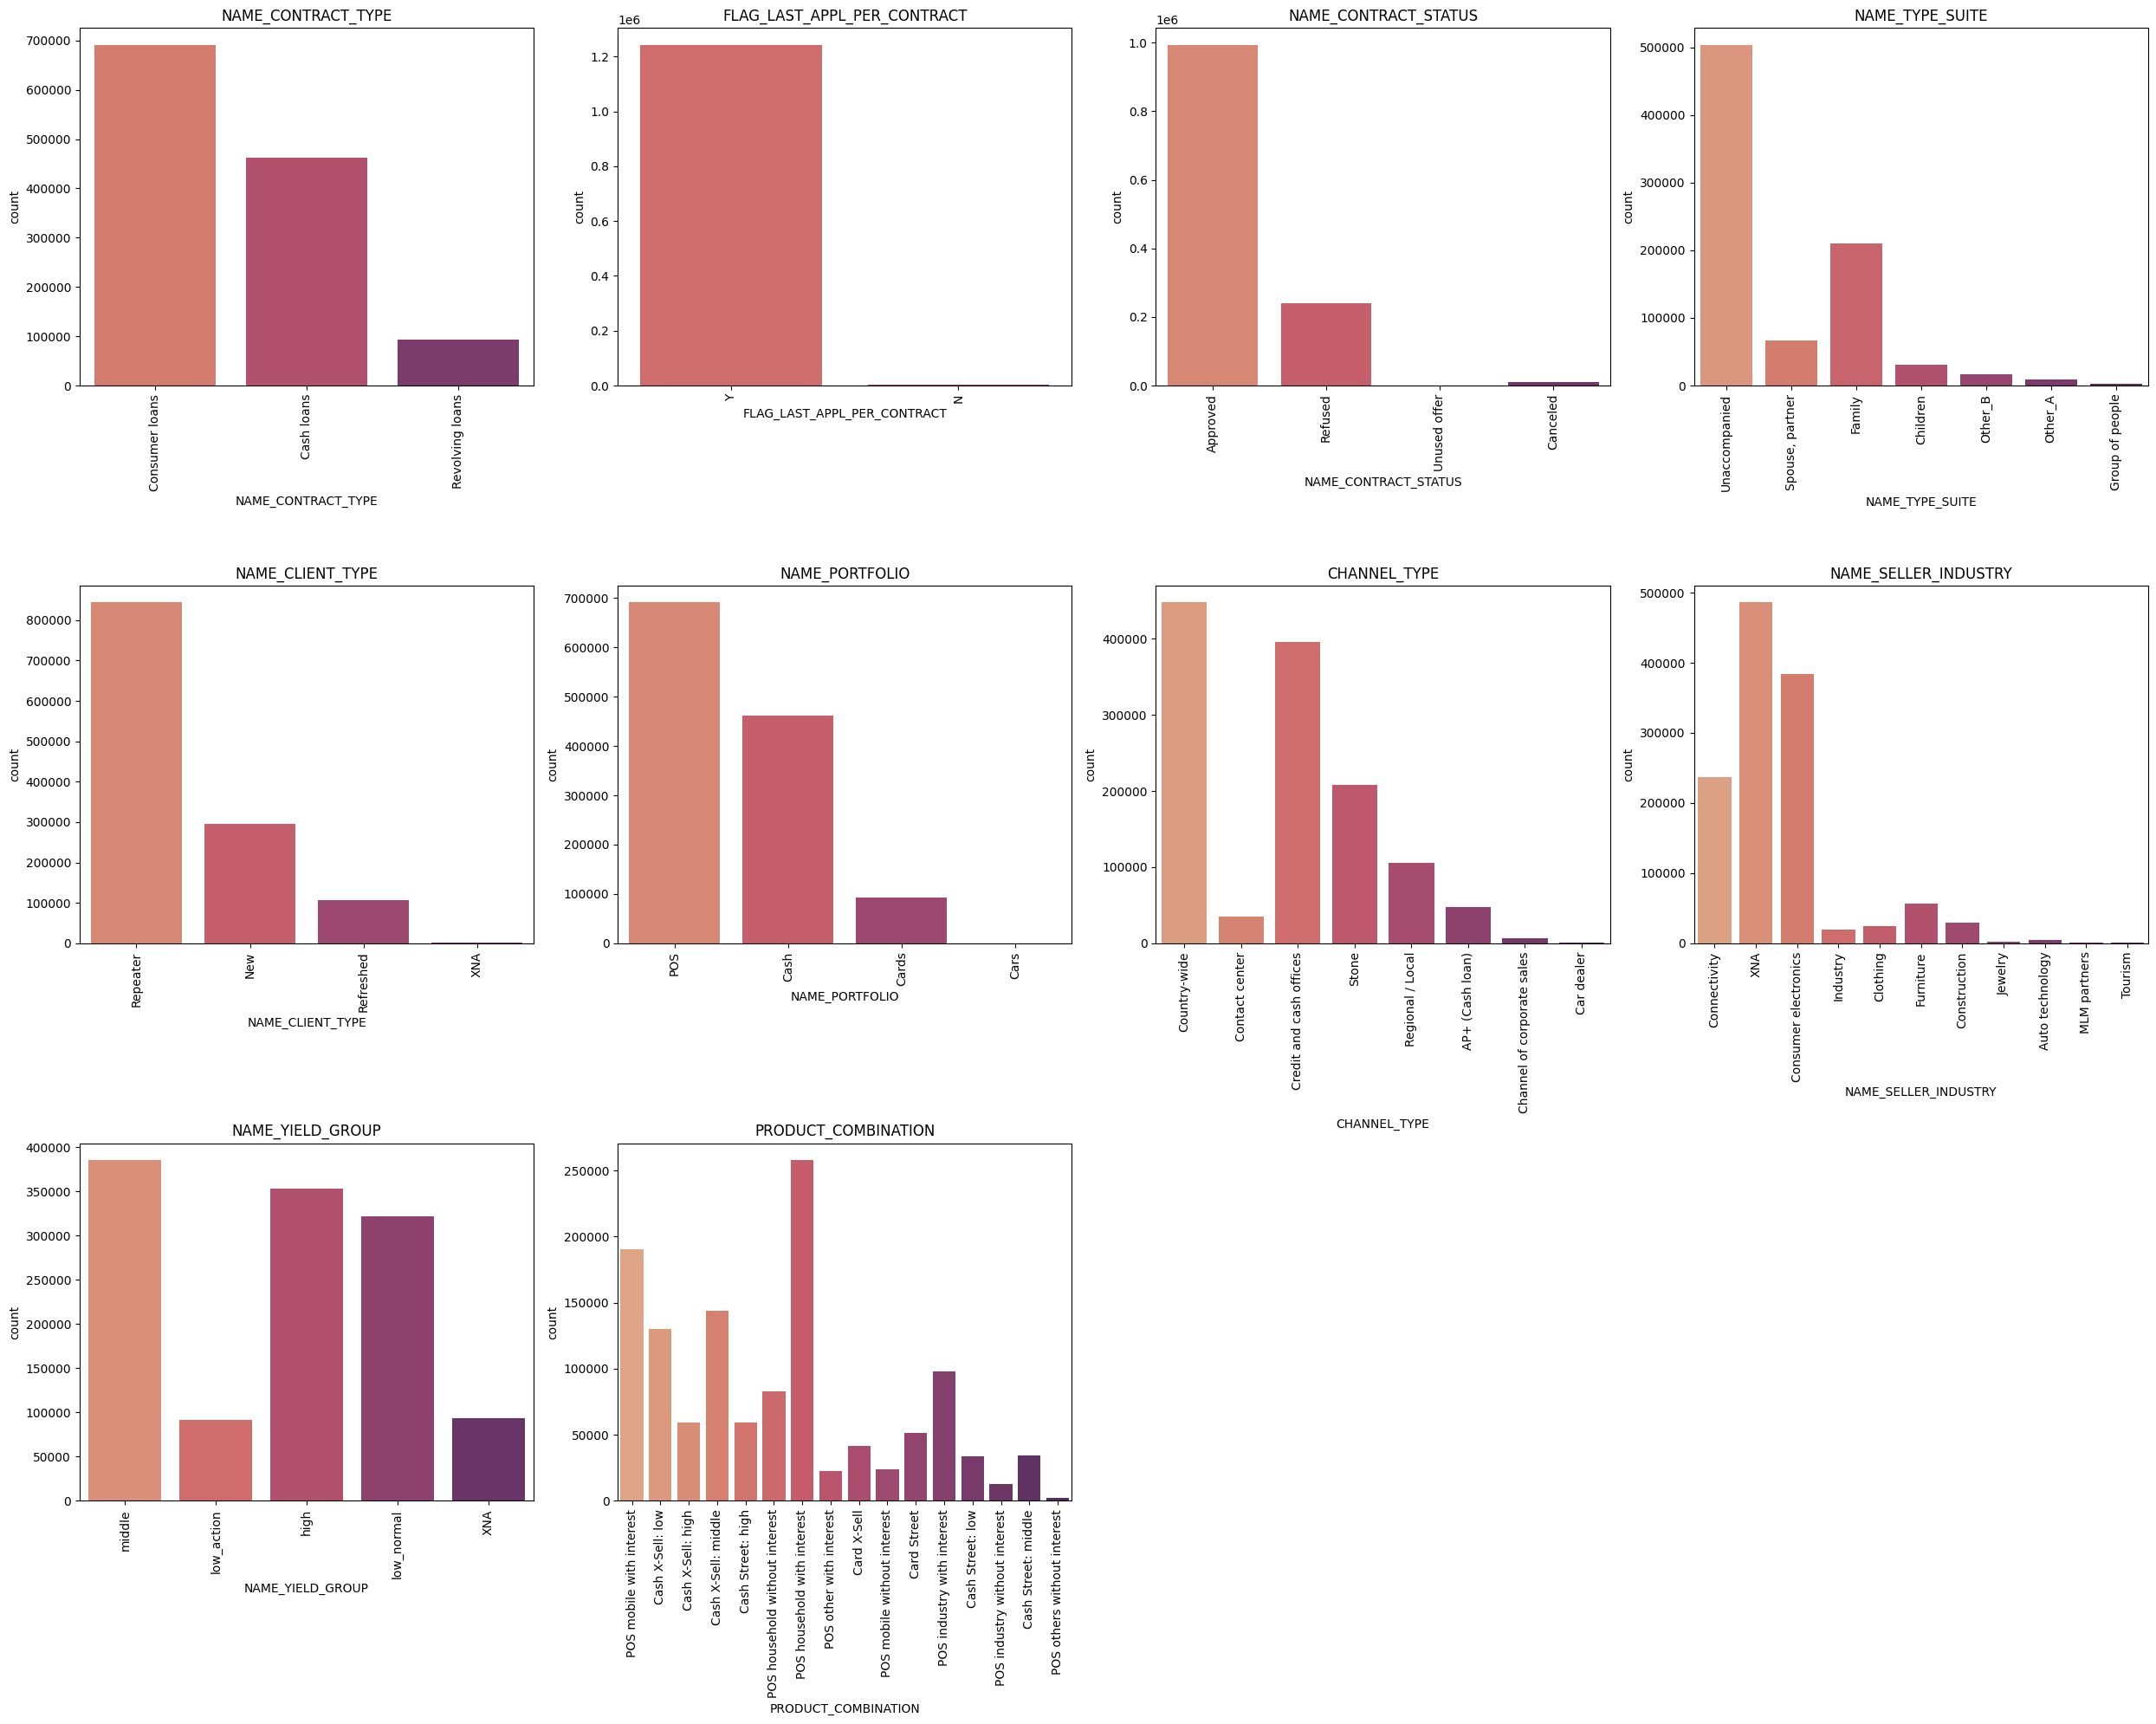 NAME_CONTRACT_TYPE
700000
600000
500000
400000
300000
200000
100000
0
count
Consumer loans
Cash loans
Revolving loans
NAME_CONTRACT_TYPE
FLAG_LAST_APPL_PER_CONTRACT
1e6
1.2
1.0
0.8
0.6
0.4
0.2
0.0
count
Y
N
FLAG_LAST_APPL_PER_CONTRACT
NAME_CONTRACT_STATUS
1e6
1.0
0.8
0.6
0.4
0.2
0.0
count
Approved
Refused
Unused offer
Canceled
NAME_CONTRACT_STATUS
NAME_TYPE_SUITE
500000
400000
300000
200000
100000
0
count
Unaccompanied
Spouse, partner
Family
Children
Other_B
Other_A
Group of people
NAME_TYPE_SUITE
NAME_CLIENT_TYPE
800000
700000
600000
500000
400000
300000
200000
100000
0
count
Repeater
New
Refreshed
XNA
NAME_CLIENT_TYPE
NAME_PORTFOLIO
700000
600000
500000
400000
300000
200000
100000
0
count
POS
Cash
Cards
Cars
NAME_PORTFOLIO
CHANNEL_TYPE
400000
300000
200000
100000
0
count
Country-wide
Contact center
Credit and cash offices
Stone
Regional / Local
AP+ (Cash loan)
Channel of corporate sales
Car dealer
CHANNEL_TYPE
NAME_SELLER_INDUSTRY
500000
400000
300000
200000
100000
0
count
Connectivity
XNA
Consumer electronics
Industry
Clothing
Furniture
Construction
Jewelry
Auto technology
MLM partners
Tourism
NAME_SELLER_INDUSTRY
NAME_YIELD_GROUP
400000
350000
300000
250000
200000
150000
100000
50000
0
count
middle
low_action
high
low_normal
XNA
NAME_YIELD_GROUP
PRODUCT_COMBINATION
250000
200000
150000
100000
50000
0
count
POS mobile with interest
Cash X-Sell: low
Cash X-Sell: high
Cash X-Sell: middle
Cash Street: high
POS household without interest
POS household with interest
POS other with interest
Card X-Sell
POS mobile without interest
Card Street
POS industry with interest
Cash Street: low
POS industry without interest
Cash Street: middle
POS others without interest
PRODUCT_COMBINATION